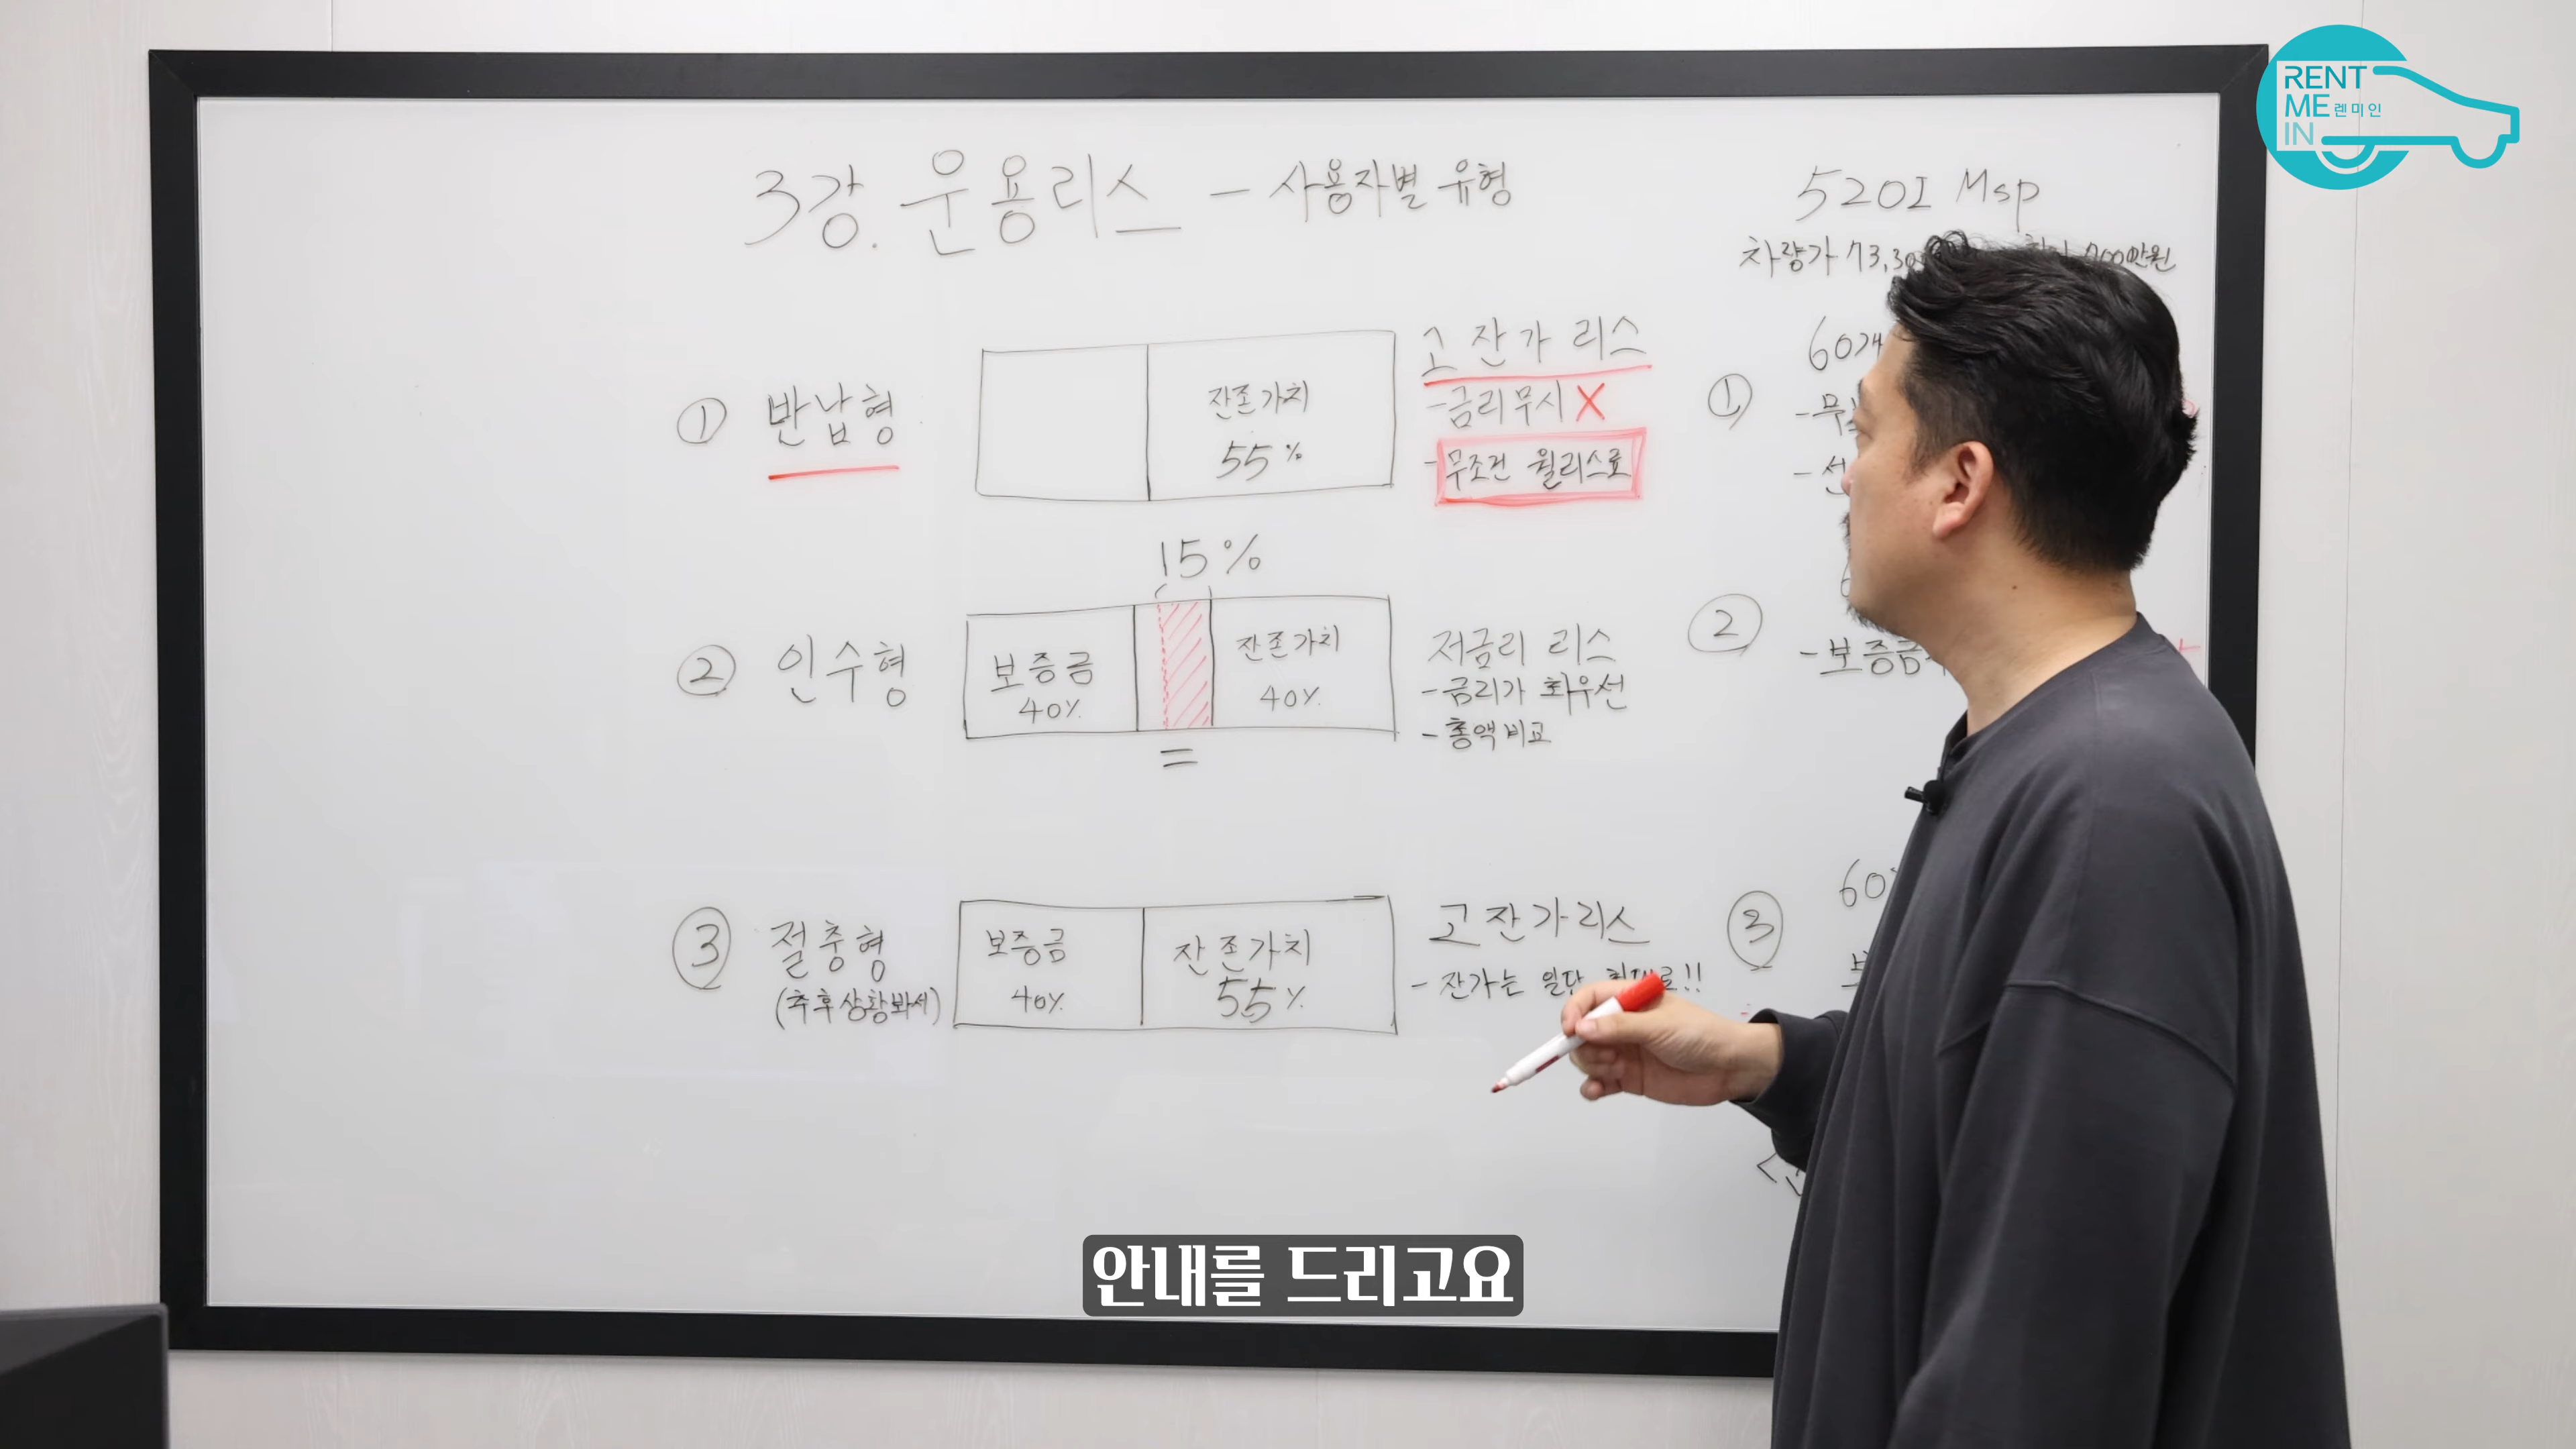 RENT
ME 렌미인
IN
3강. 운용리스 - 사용자별 유형
520I Msp
차량가 73,30 700만원
① 반납형
잔존가치
55%
고 잔가 리스
- 금리무시 X
- 무조건 월리스료
① 60개
② 인수형
15%
보증금
40%
잔존가치
40%
=
저금리 리스
- 금리가 최우선
- 총액비교
②
- 보증금
③ 절충형
(추후상황봐서)
보증금
40%
잔존가치
55%
고 잔가리스
- 잔가는 일단 !!
③ 60
안내를 드리고요